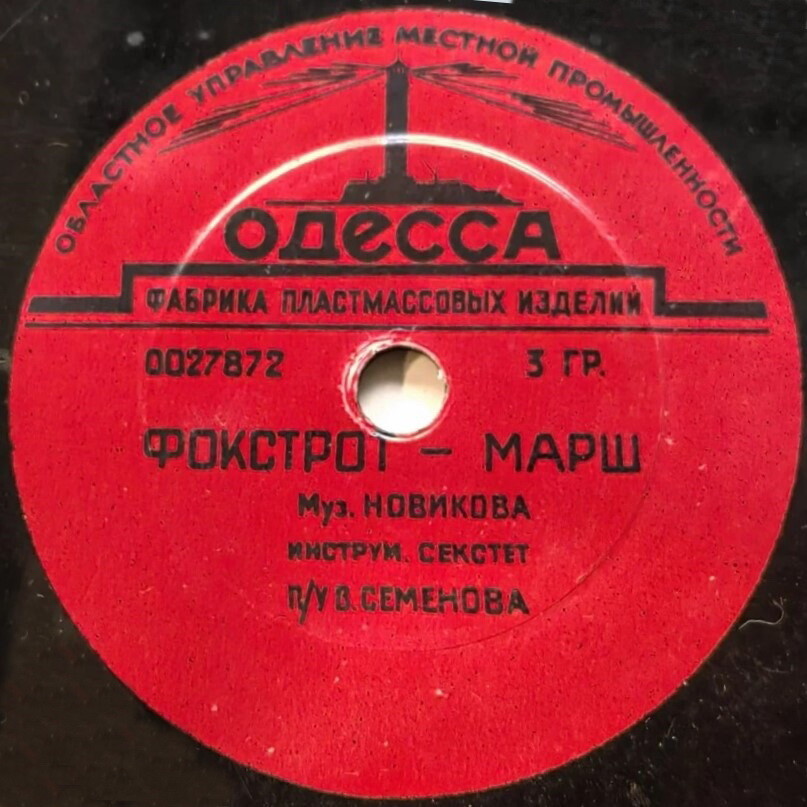 ОБЛАСТНОЕ УПРАВЛЕНИЕ МЕСТНОЙ ПРОМЫШЛЕННОСТИ
ОДЕССА
ФАБРИКА ПЛАСТМАССОВЫХ ИЗДЕЛИЙ
0027872 3 ГР.
ФОКСТРОТ – МАРШ
Муз. НОВИКОВА
ИНСТРУМ. СЕКСТЕТ
П/У В. СЕМЕНОВА